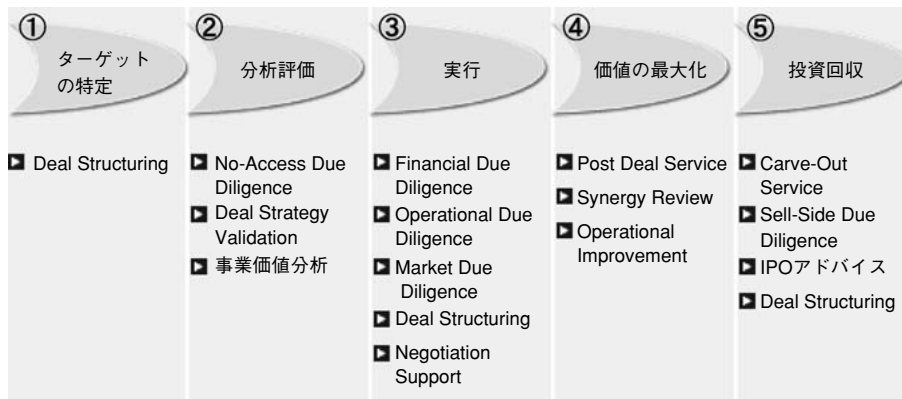 ①
ターゲット
の特定
Deal Structuring
②
分析評価
No-Access Due
Diligence
Deal Strategy
Validation
事業価値分析
③
実行
Financial Due
Diligence
Operational Due
Diligence
Market Due
Diligence
Deal Structuring
Negotiation
Support
④
価値の最大化
Post Deal Service
Synergy Review
Operational
Improvement
⑤
投資回収
Carve-Out
Service
Sell-Side Due
Diligence
IPOアドバイス
Deal Structuring